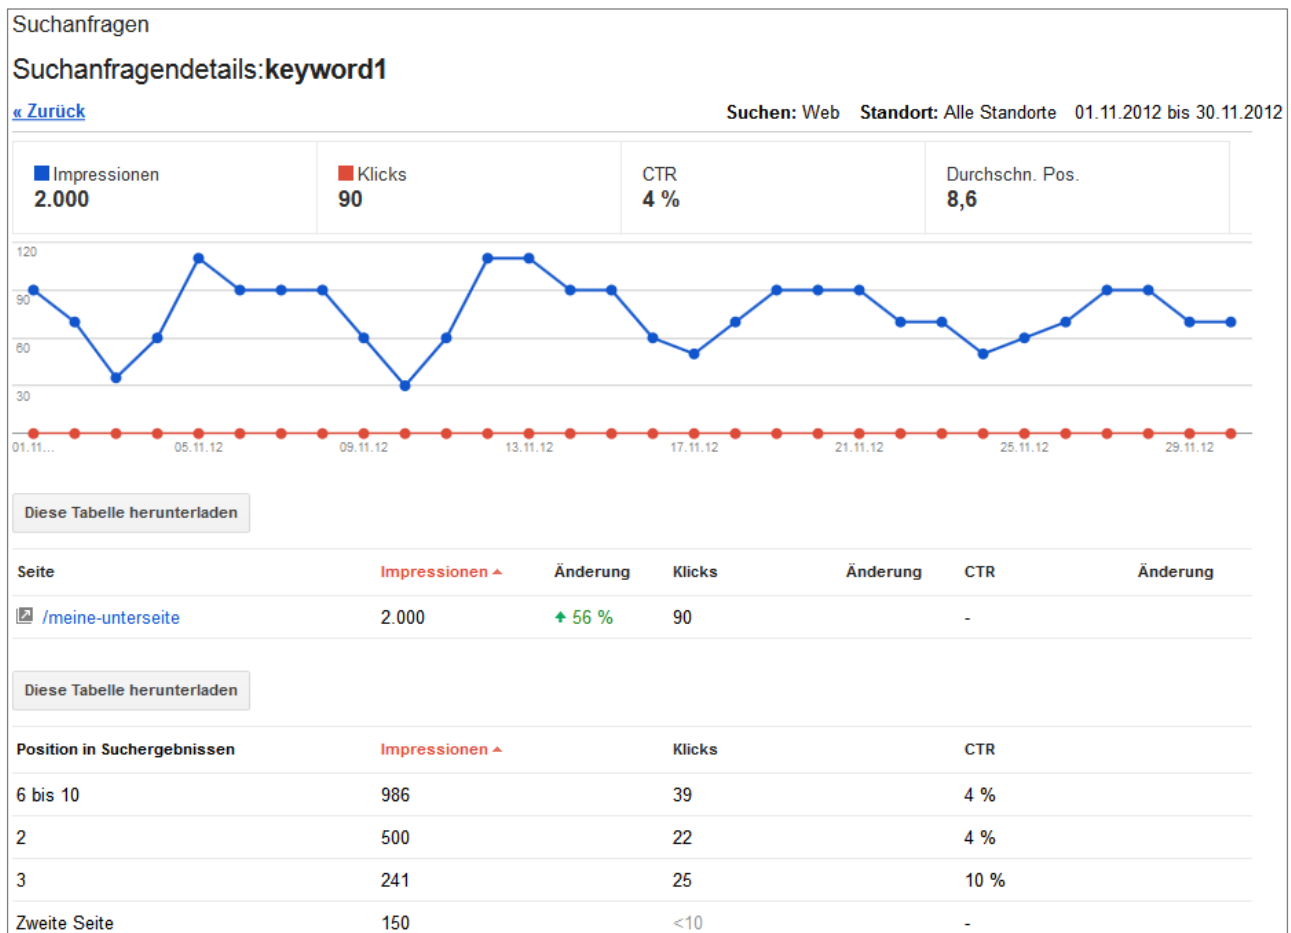 Suchanfragen
Suchanfragendetails:keyword1
« Zurück
Suchen: Web Standort: Alle Standorte 01.11.2012 bis 30.11.2012
Impressionen Klicks CTR Durchschn. Pos.
2.000 90 4 % 8,6
120
90
60
30
01.11... 05.11.12 09.11.12 13.11.12 17.11.12 21.11.12 25.11.12 29.11.12
Diese Tabelle herunterladen
Seite Impressionen Änderung Klicks Änderung CTR Änderung
/meine-unterseite 2.000 56 % 90 -
Diese Tabelle herunterladen
Position in Suchergebnissen Impressionen Klicks CTR
6 bis 10 986 39 4 %
2 500 22 4 %
3 241 25 10 %
Zweite Seite 150 <10 -